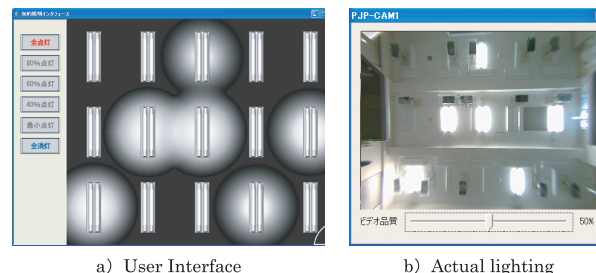 知的照明インタフェース
全点灯
80%点灯
60%点灯
40%点灯
最小点灯
全消灯
PJP-CAM1
ビデオ品質
50%
a) User Interface
b) Actual lighting